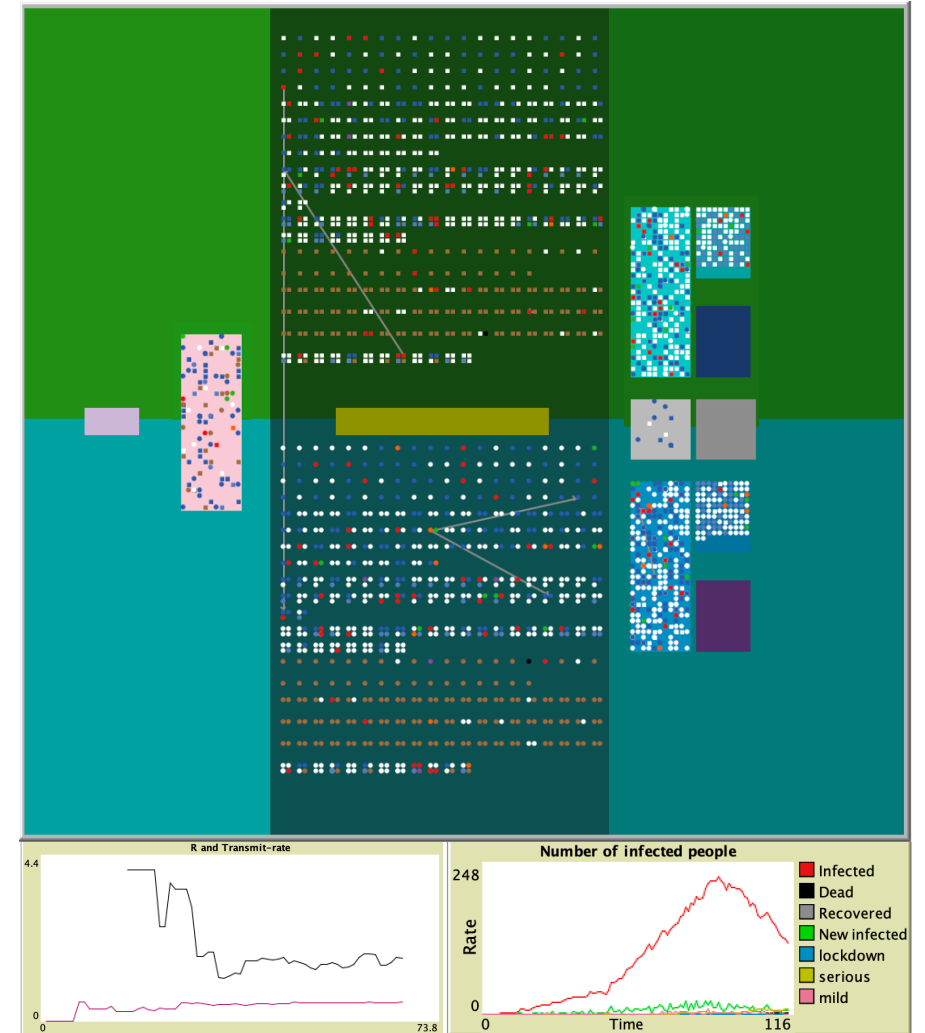 R and Transmit-rate
4.4
0
0
73.8
Number of infected people
248
Rate
0
0
Time
116
Infected
Dead
Recovered
New infected
lockdown
serious
mild